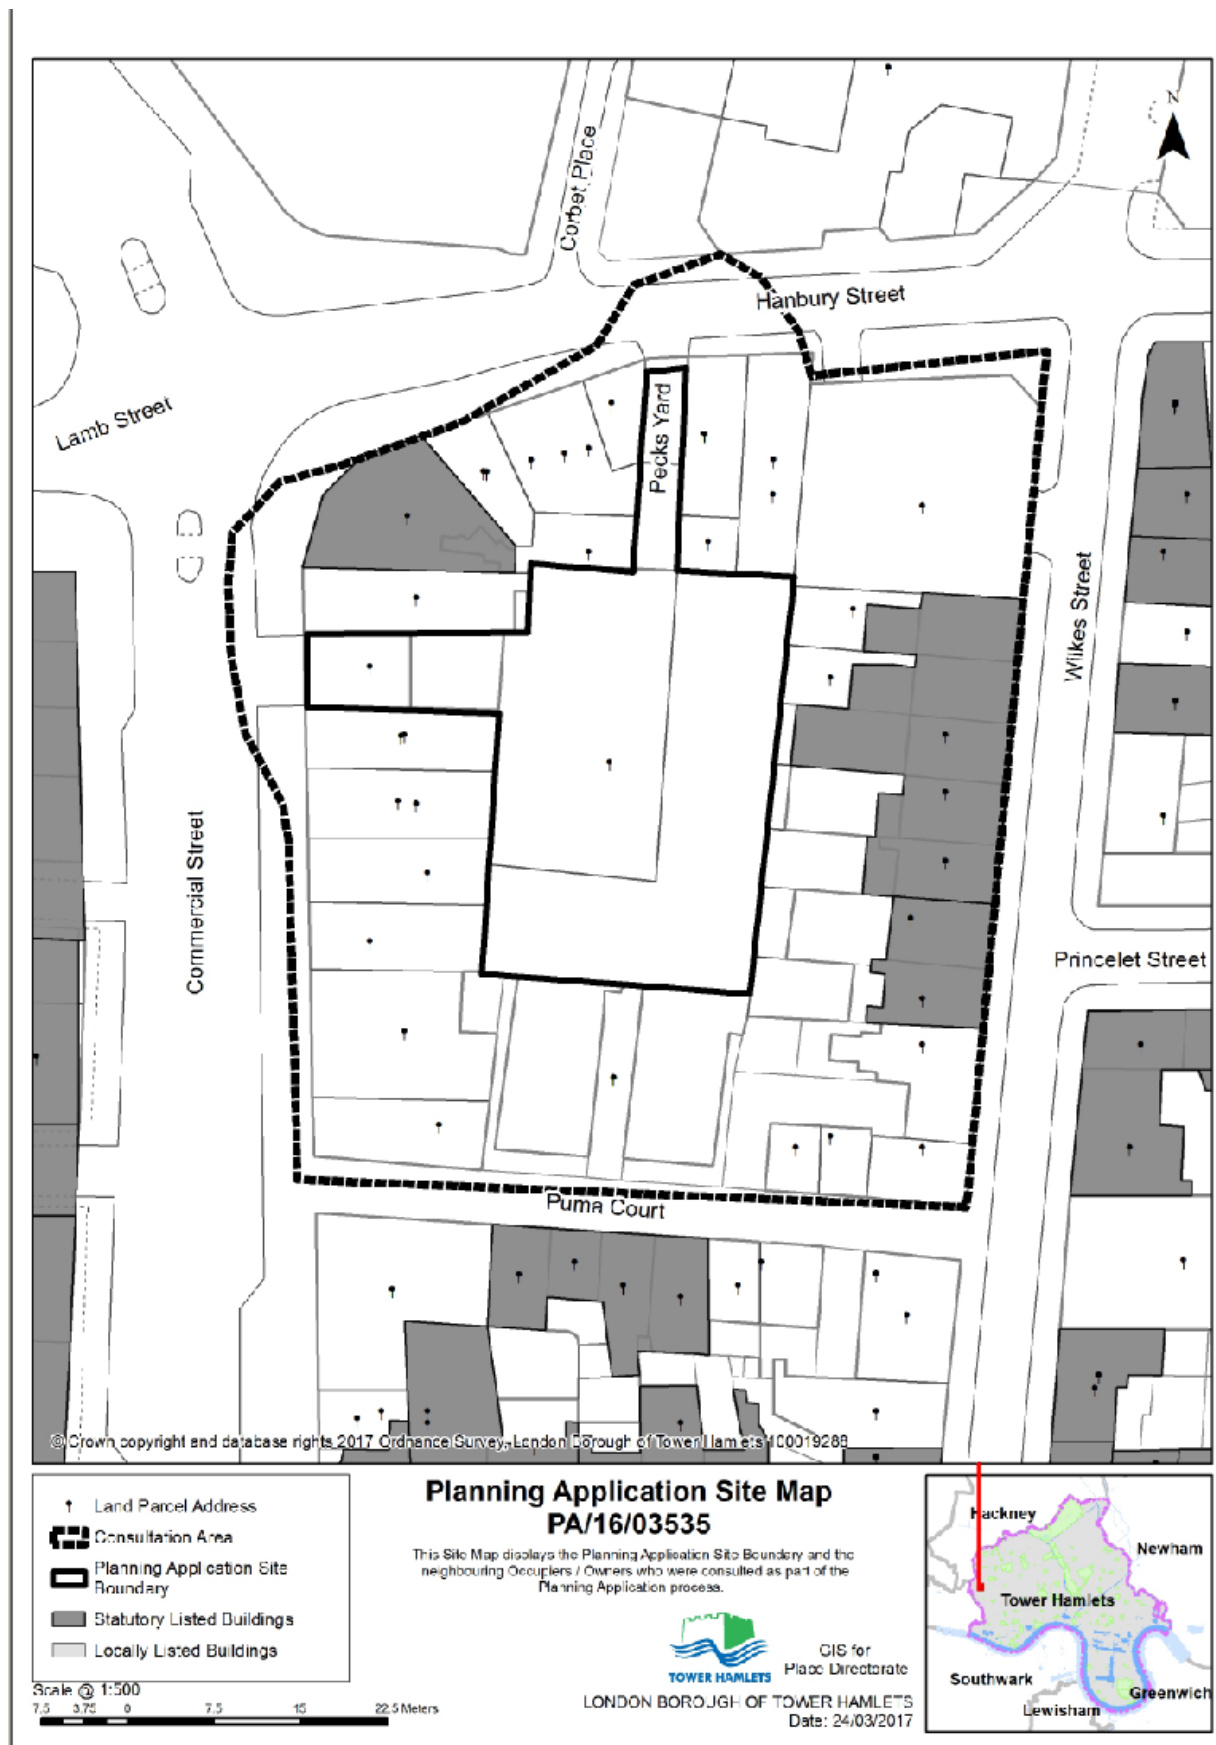 N
Corbet Place
Hanbury Street
Lamb Street
Pecks Yard
Wilkes Street
Commercial Street
Princelet Street
Puma Court
© Crown copyright and database rights 2017 Ordnance Survey, London Borough of Tower Hamlets 100019288
Land Parcel Address
Consultation Area
Planning Application Site
Boundary
Statutory Listed Buildings
Locally Listed Buildings
Scale @ 1:500
7.5 3.75 0 7.5 15 22.5 Meters
Planning Application Site Map
PA/16/03535
This Site Map displays the Planning Application Site Boundary and the
neighbouring Occupiers / Owners who were consulted as part of the
Planning Application process.
TOWER HAMLETS
GIS for
Place Directorate
LONDON BOROUGH OF TOWER HAMLETS
Date: 24/03/2017
Hackney
Newham
Tower Hamlets
Southwark
Greenwich
Lewisham